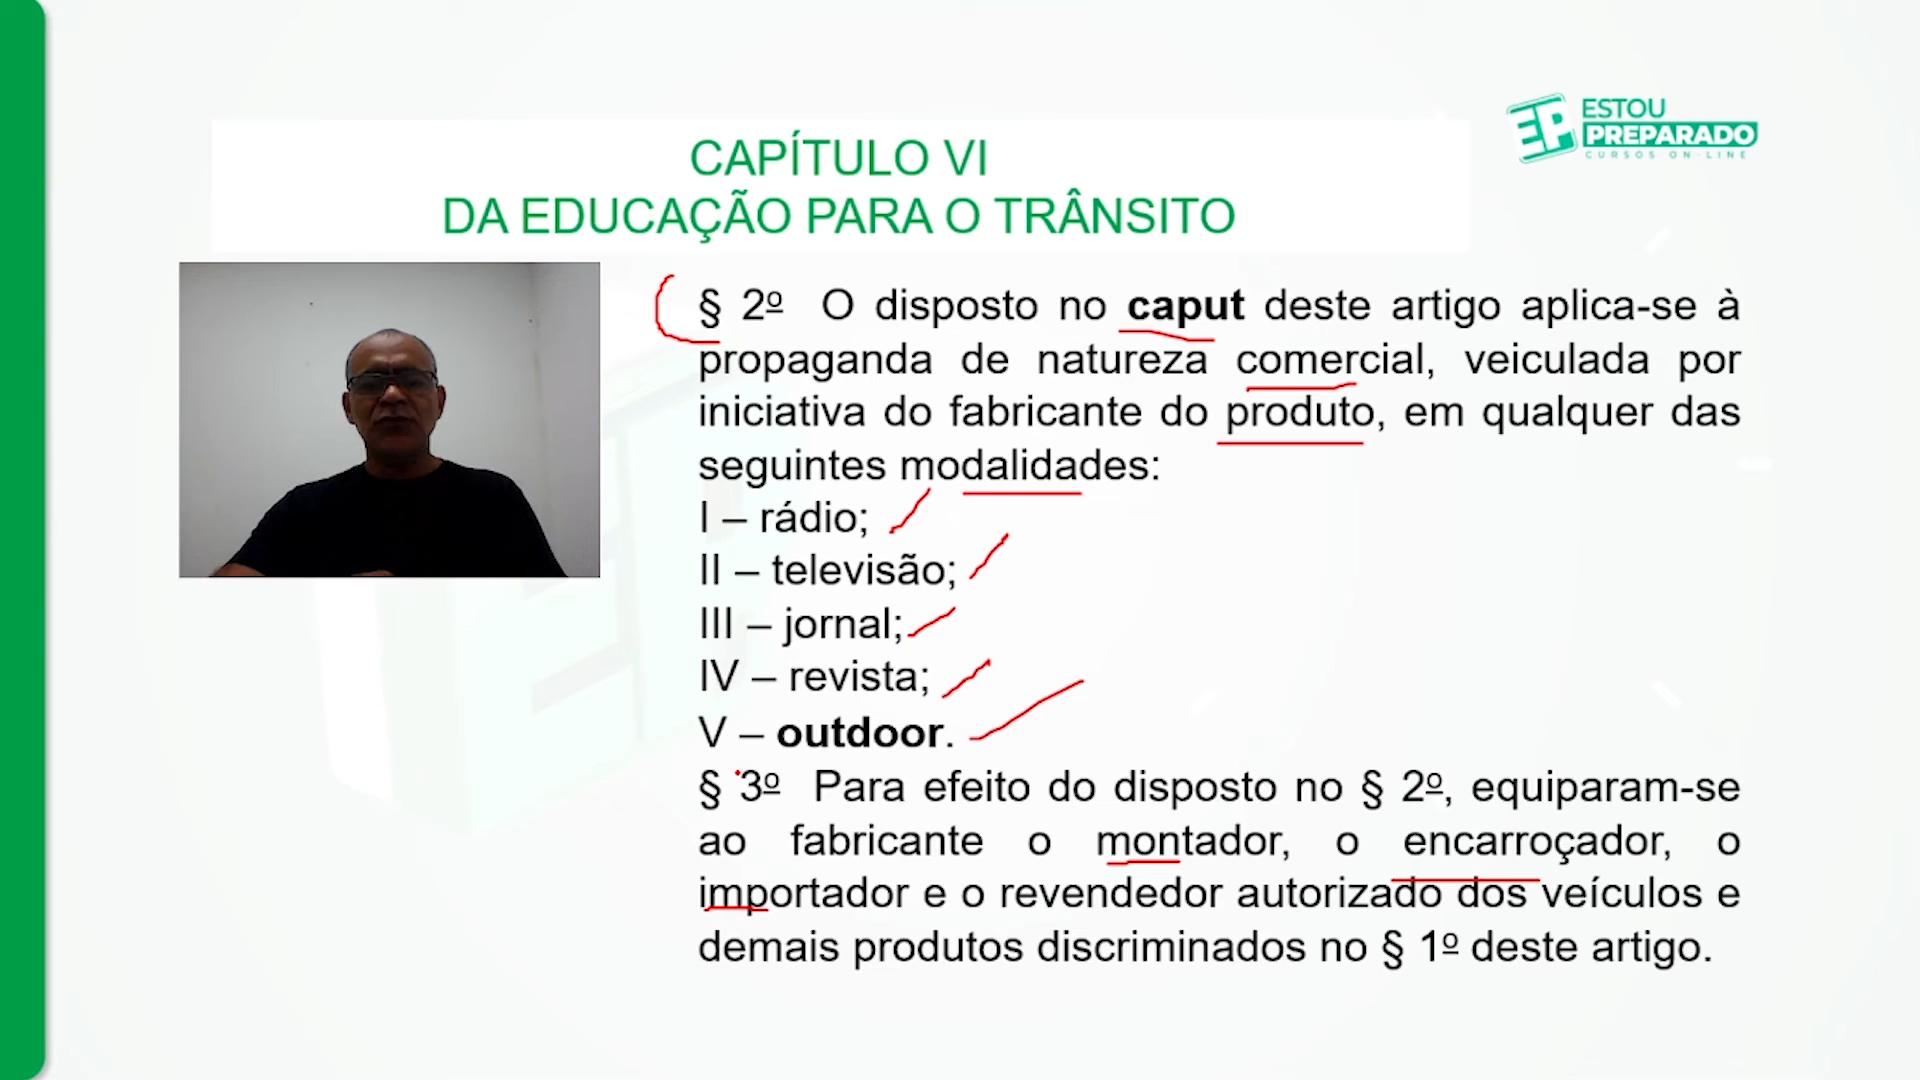 ESTOU
EP PREPARADO
CURSOS ON-LINE
CAPÍTULO VI
DA EDUCAÇÃO PARA O TRÂNSITO
§ 2º O disposto no caput deste artigo aplica-se à
propaganda de natureza comercial, veiculada por
iniciativa do fabricante do produto, em qualquer das
seguintes modalidades:
I – rádio;
II – televisão;
III – jornal;
IV – revista;
V – outdoor.
§ 3º Para efeito do disposto no § 2º, equiparam-se
ao fabricante o montador, o encarroçador, o
importador e o revendedor autorizado dos veículos e
demais produtos discriminados no § 1º deste artigo.